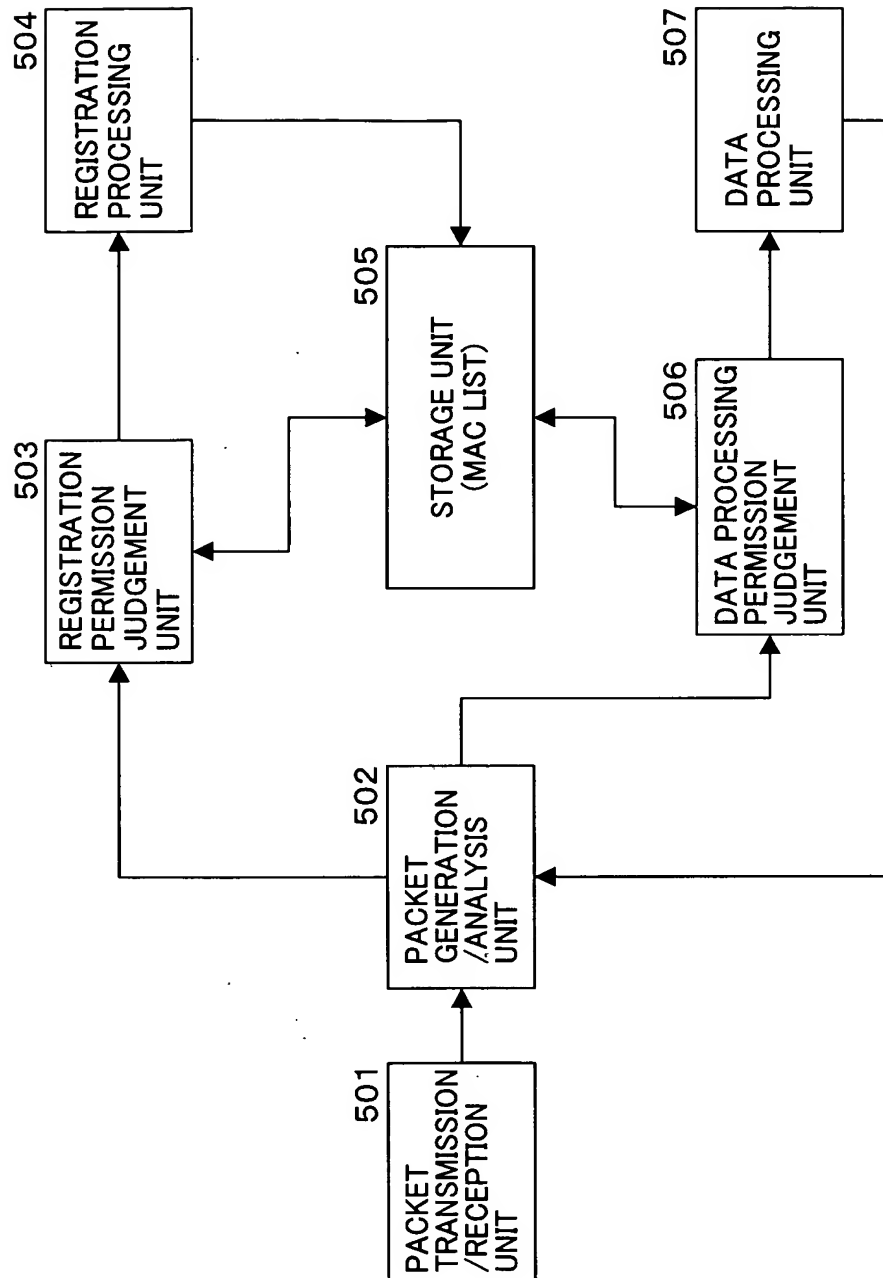 501
PACKET
TRANSMISSION
/RECEPTION
UNIT
502
PACKET
GENERATION
/ANALYSIS
UNIT
503
REGISTRATION
PERMISSION
JUDGEMENT
UNIT
504
REGISTRATION
PROCESSING
UNIT
505
STORAGE UNIT
(MAC LIST)
506
DATA PROCESSING
PERMISSION
JUDGEMENT
UNIT
507
DATA
PROCESSING
UNIT